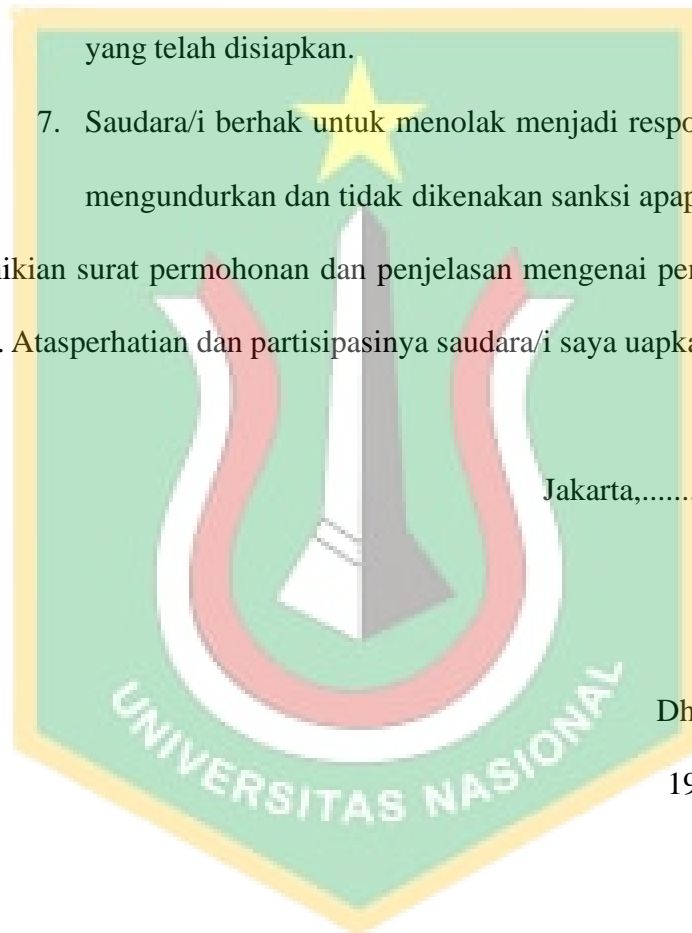 yang telah disiapkan.
7. Saudara/i berhak untuk menolak menjadi respo
mengundurkan dan tidak dikenakan sanksi apap
ikian surat permohonan dan penjelasan mengenai per
. Atasperhatian dan partisipasinya saudara/i saya uapka
Jakarta,.......
Dh
19
UNIVERSITAS NASIONAL